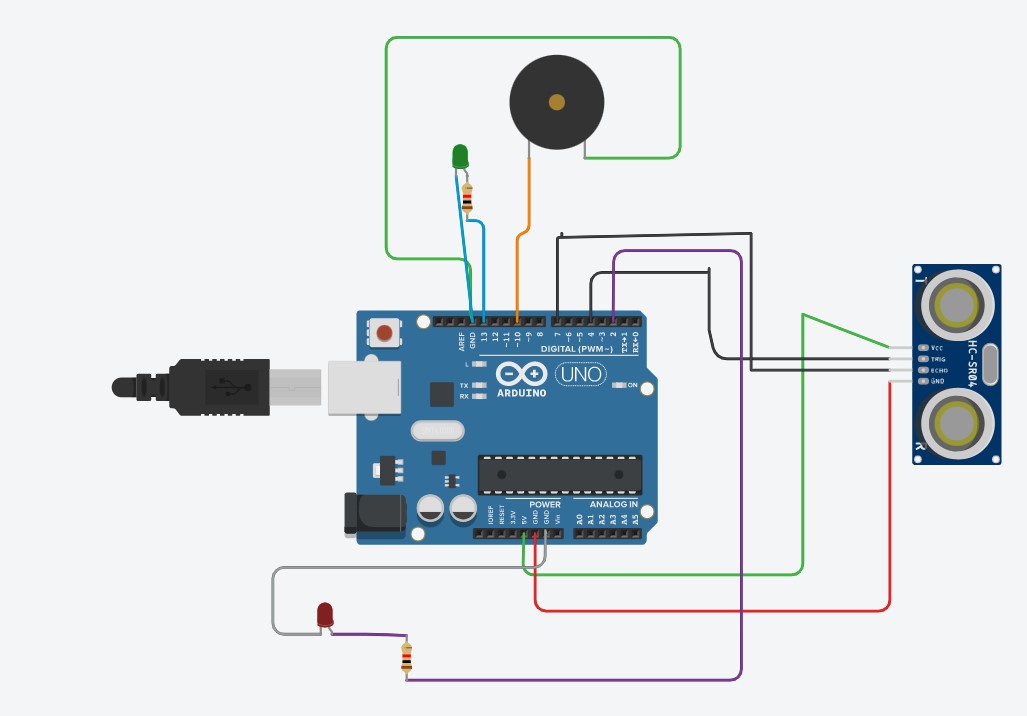 AREF
GND
13
12
~11
~10
~9
8
7
~6
~5
4
~3
2
TX→1
RX←0
DIGITAL (PWM~)
L
TX
RX
ARDUINO
UNO
ON
POWER
ANALOG IN
IOREF
RESET
3.3V
5V
GND
GND
Vin
A0
A1
A2
A3
A4
A5
T
VCC
TRIG
ECHO
GND
HC-SR04
R